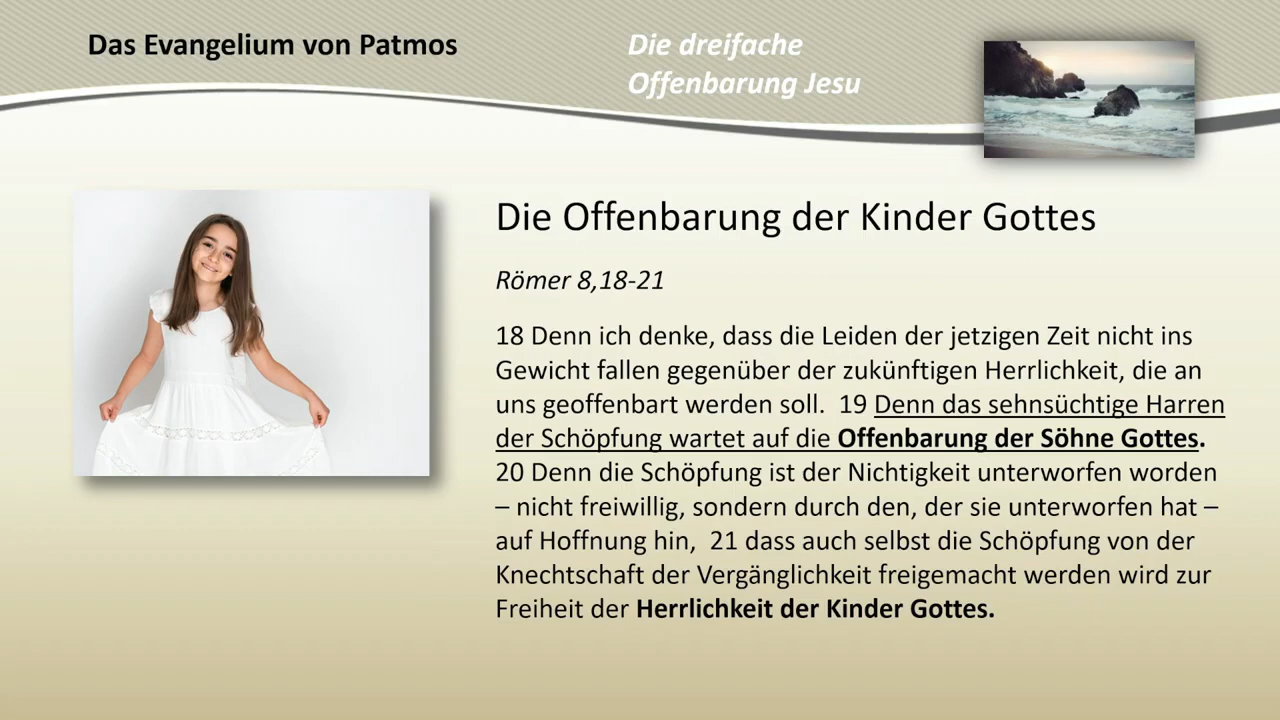 Das Evangelium von Patmos
Die dreifache
Offenbarung Jesu
Die Offenbarung der Kinder Gottes
Römer 8,18-21
18 Denn ich denke, dass die Leiden der jetzigen Zeit nicht ins
Gewicht fallen gegenüber der zukünftigen Herrlichkeit, die an
uns geoffenbart werden soll.  19 Denn das sehnsüchtige Harren
der Schöpfung wartet auf die Offenbarung der Söhne Gottes.
20 Denn die Schöpfung ist der Nichtigkeit unterworfen worden
– nicht freiwillig, sondern durch den, der sie unterworfen hat –
auf Hoffnung hin,  21 dass auch selbst die Schöpfung von der
Knechtschaft der Vergänglichkeit freigemacht werden wird zur
Freiheit der Herrlichkeit der Kinder Gottes.